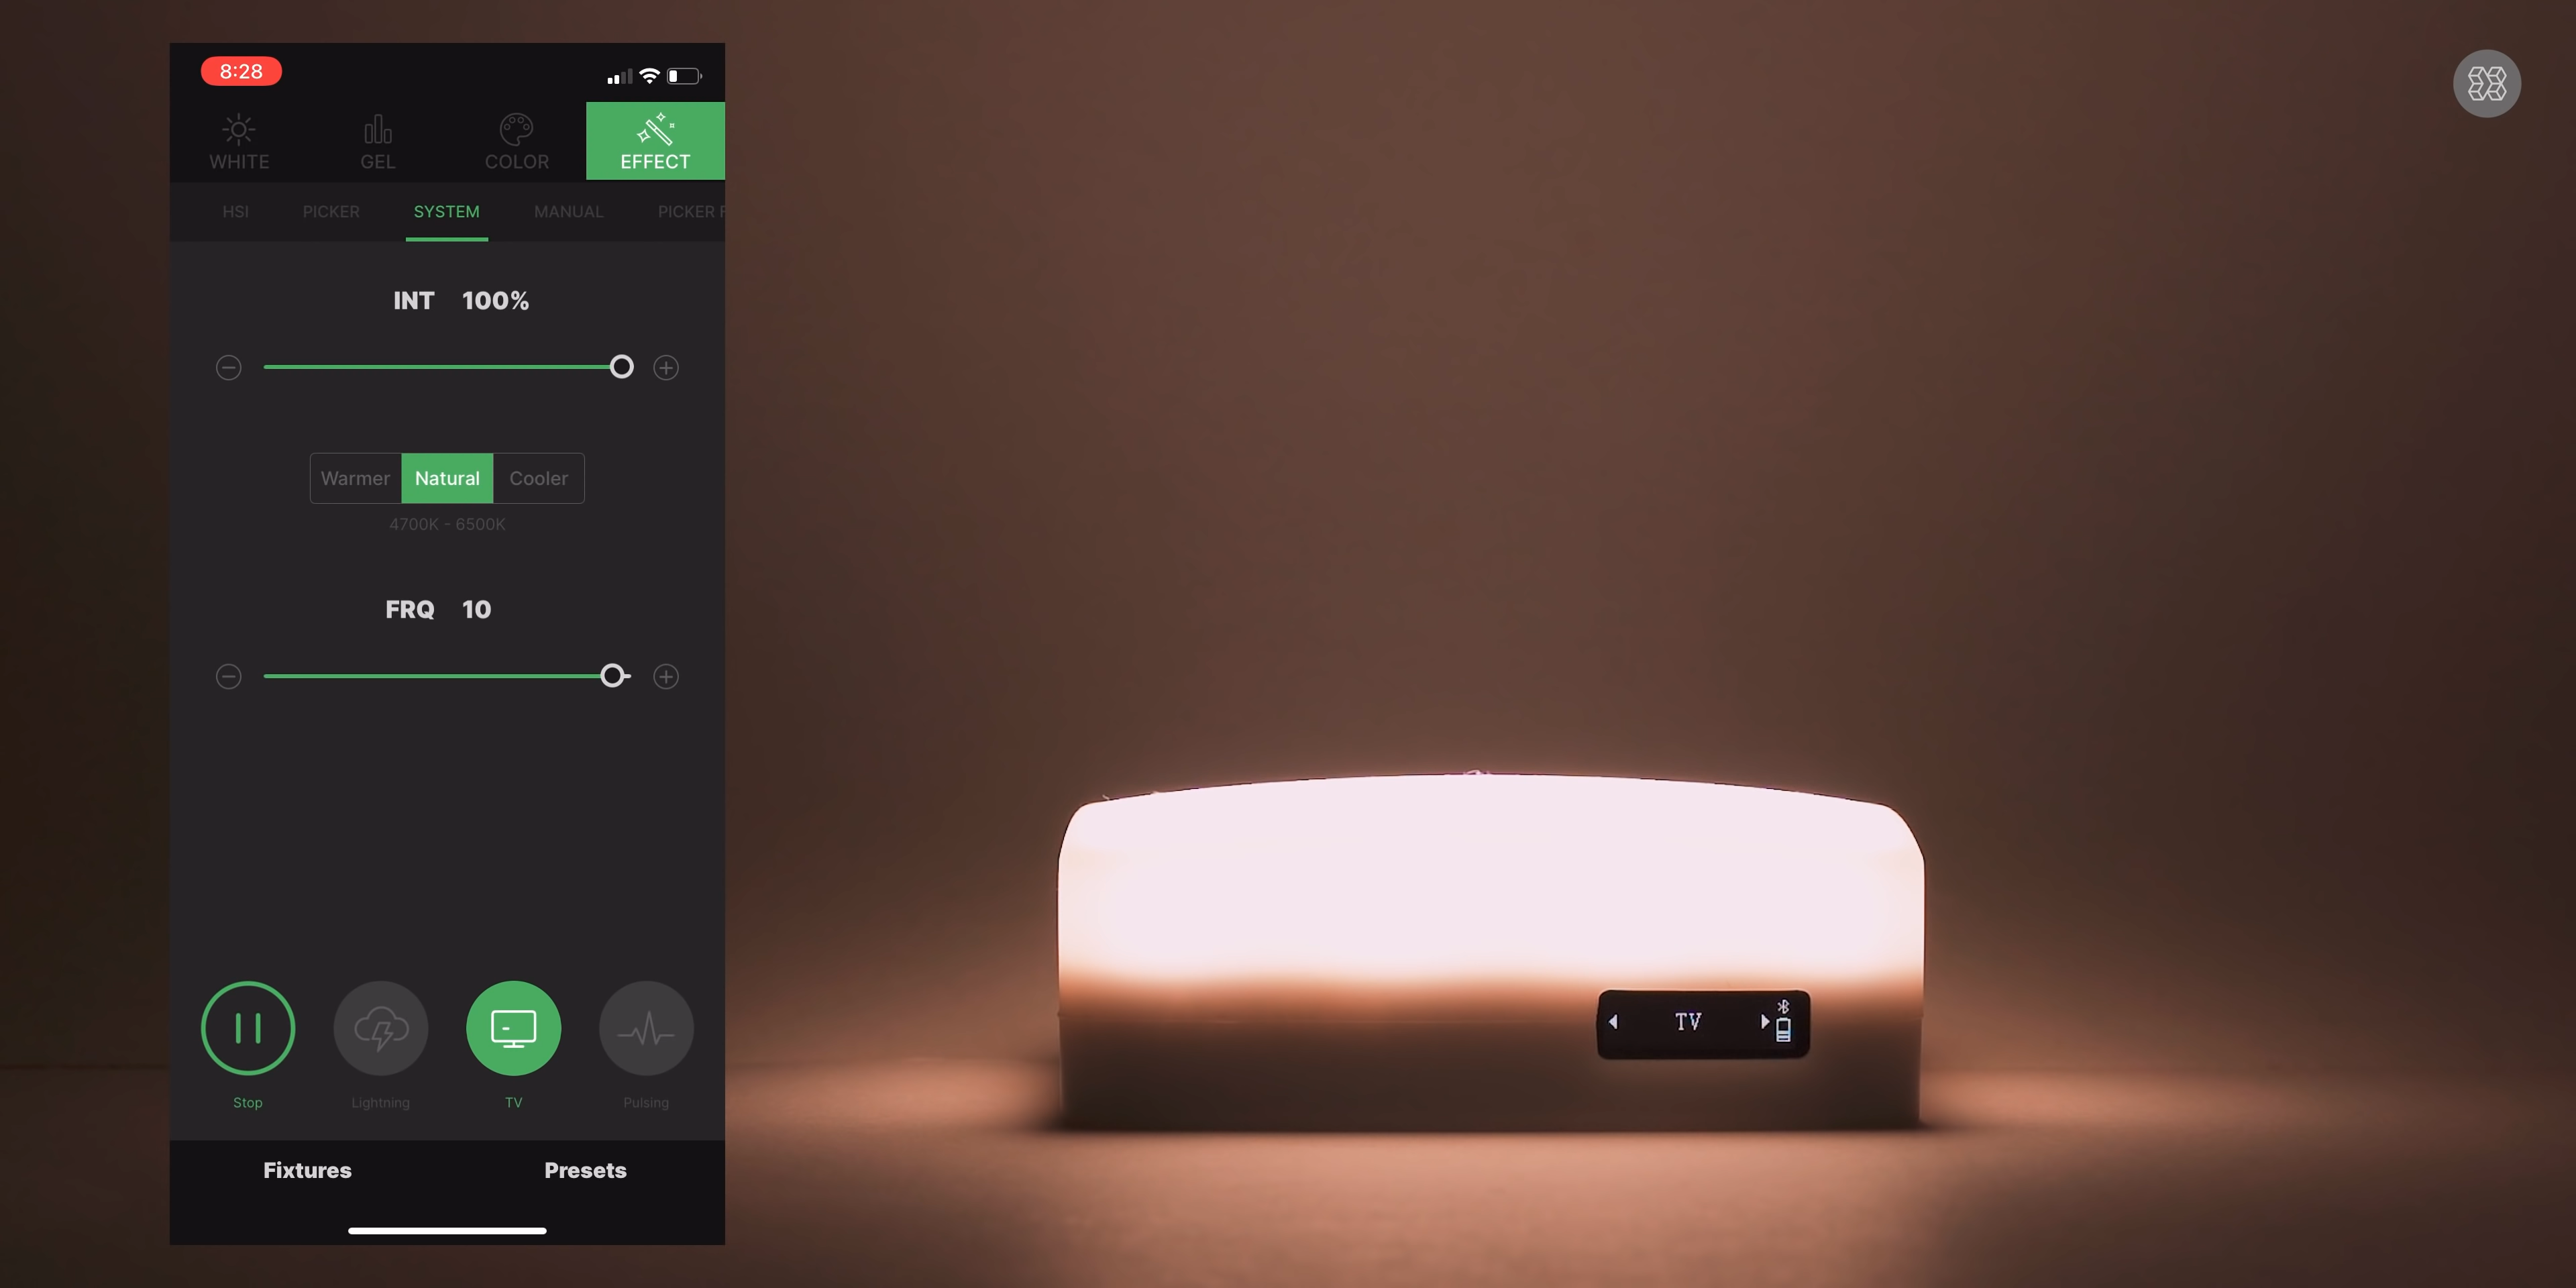 8:28
WHITE GEL COLOR EFFECT
HSI PICKER SYSTEM MANUAL PICKER F
INT 100%
Warmer Natural Cooler
4700K - 6500K
FRQ 10
TV
Stop Lightning TV Pulsing
Fixtures Presets